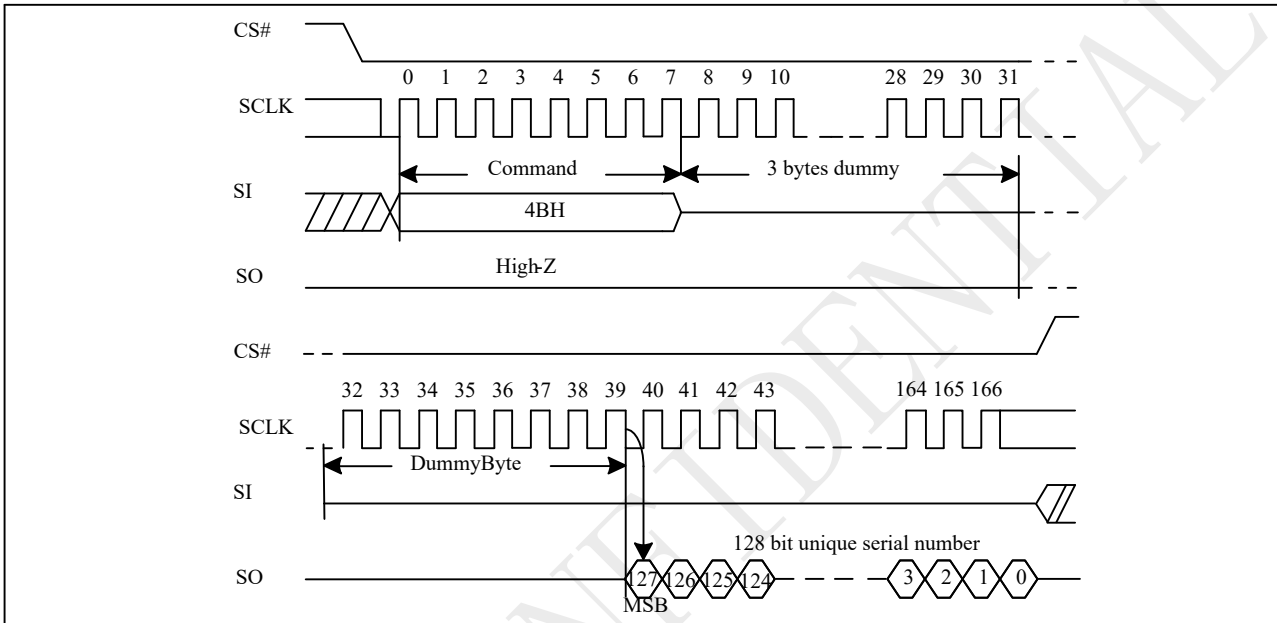 CS#
0 1 2 3 4 5 6 7 8 9 10 28 29 30 31
SCLK
Command 3 bytes dummy
SI
4BH
High-Z
SO
CS#
32 33 34 35 36 37 38 39 40 41 42 43 164 165 166
SCLK
DummyByte
SI
128 bit unique serial number
SO 127 126 125 124 3 2 1 0
MSB